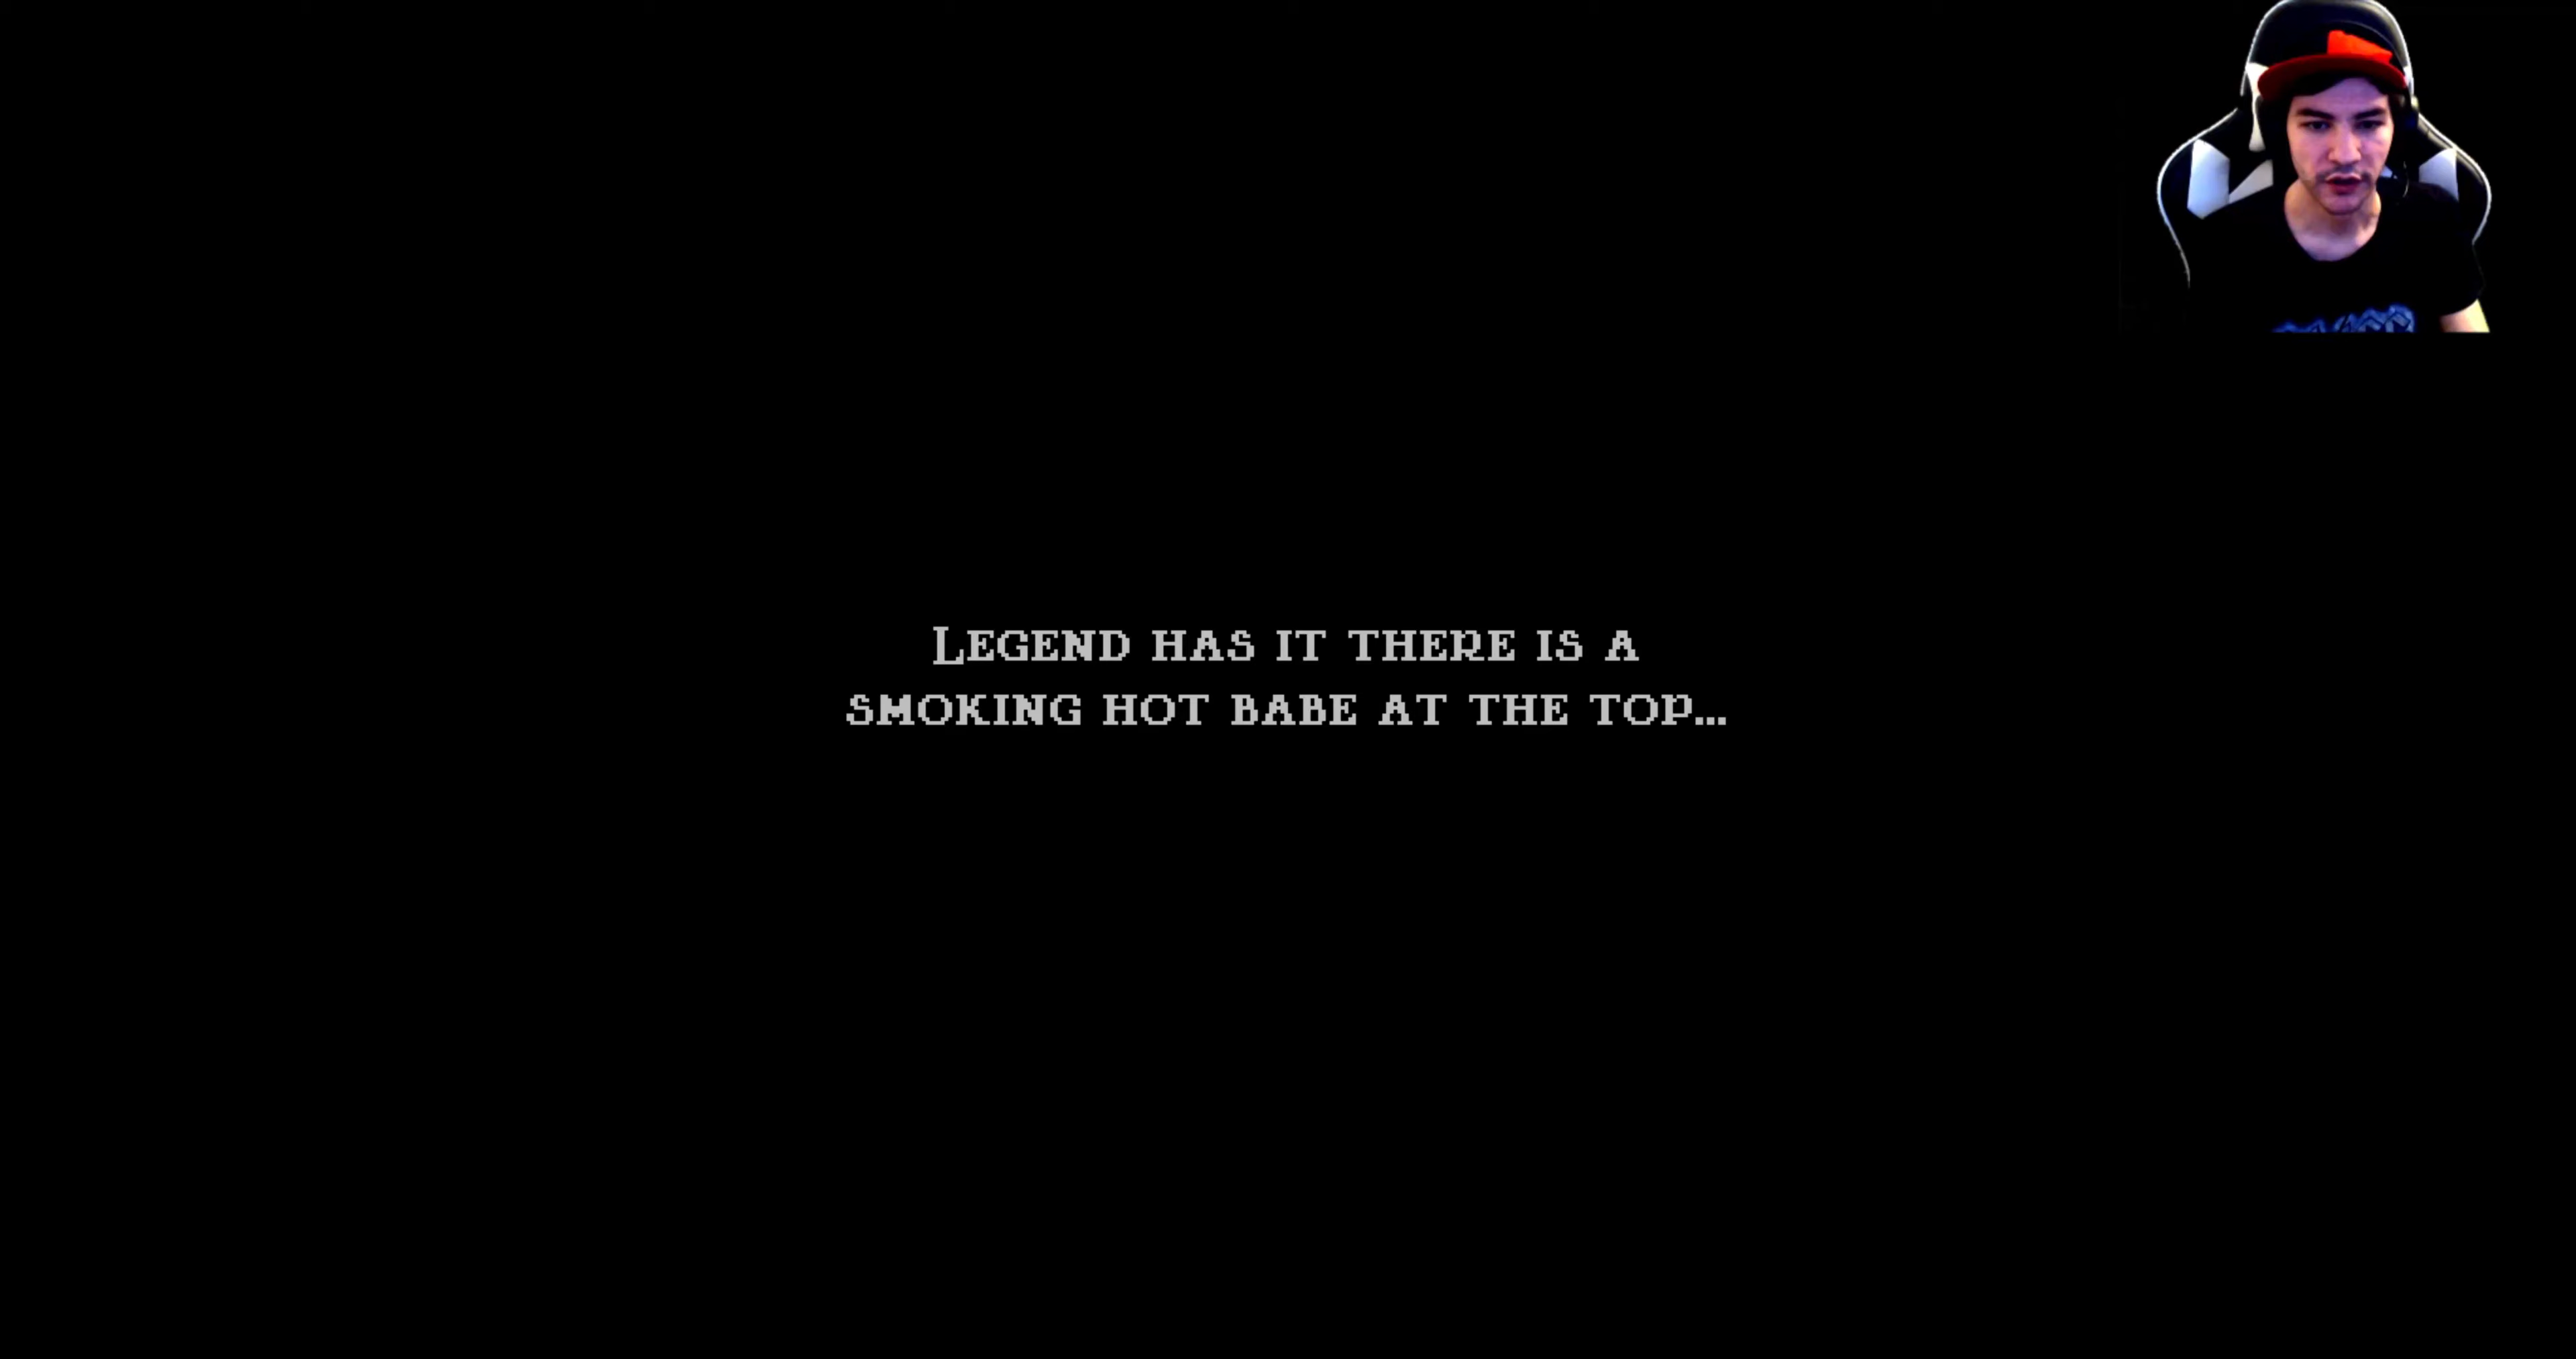 Legend has it there is a
smoking hot babe at the top...